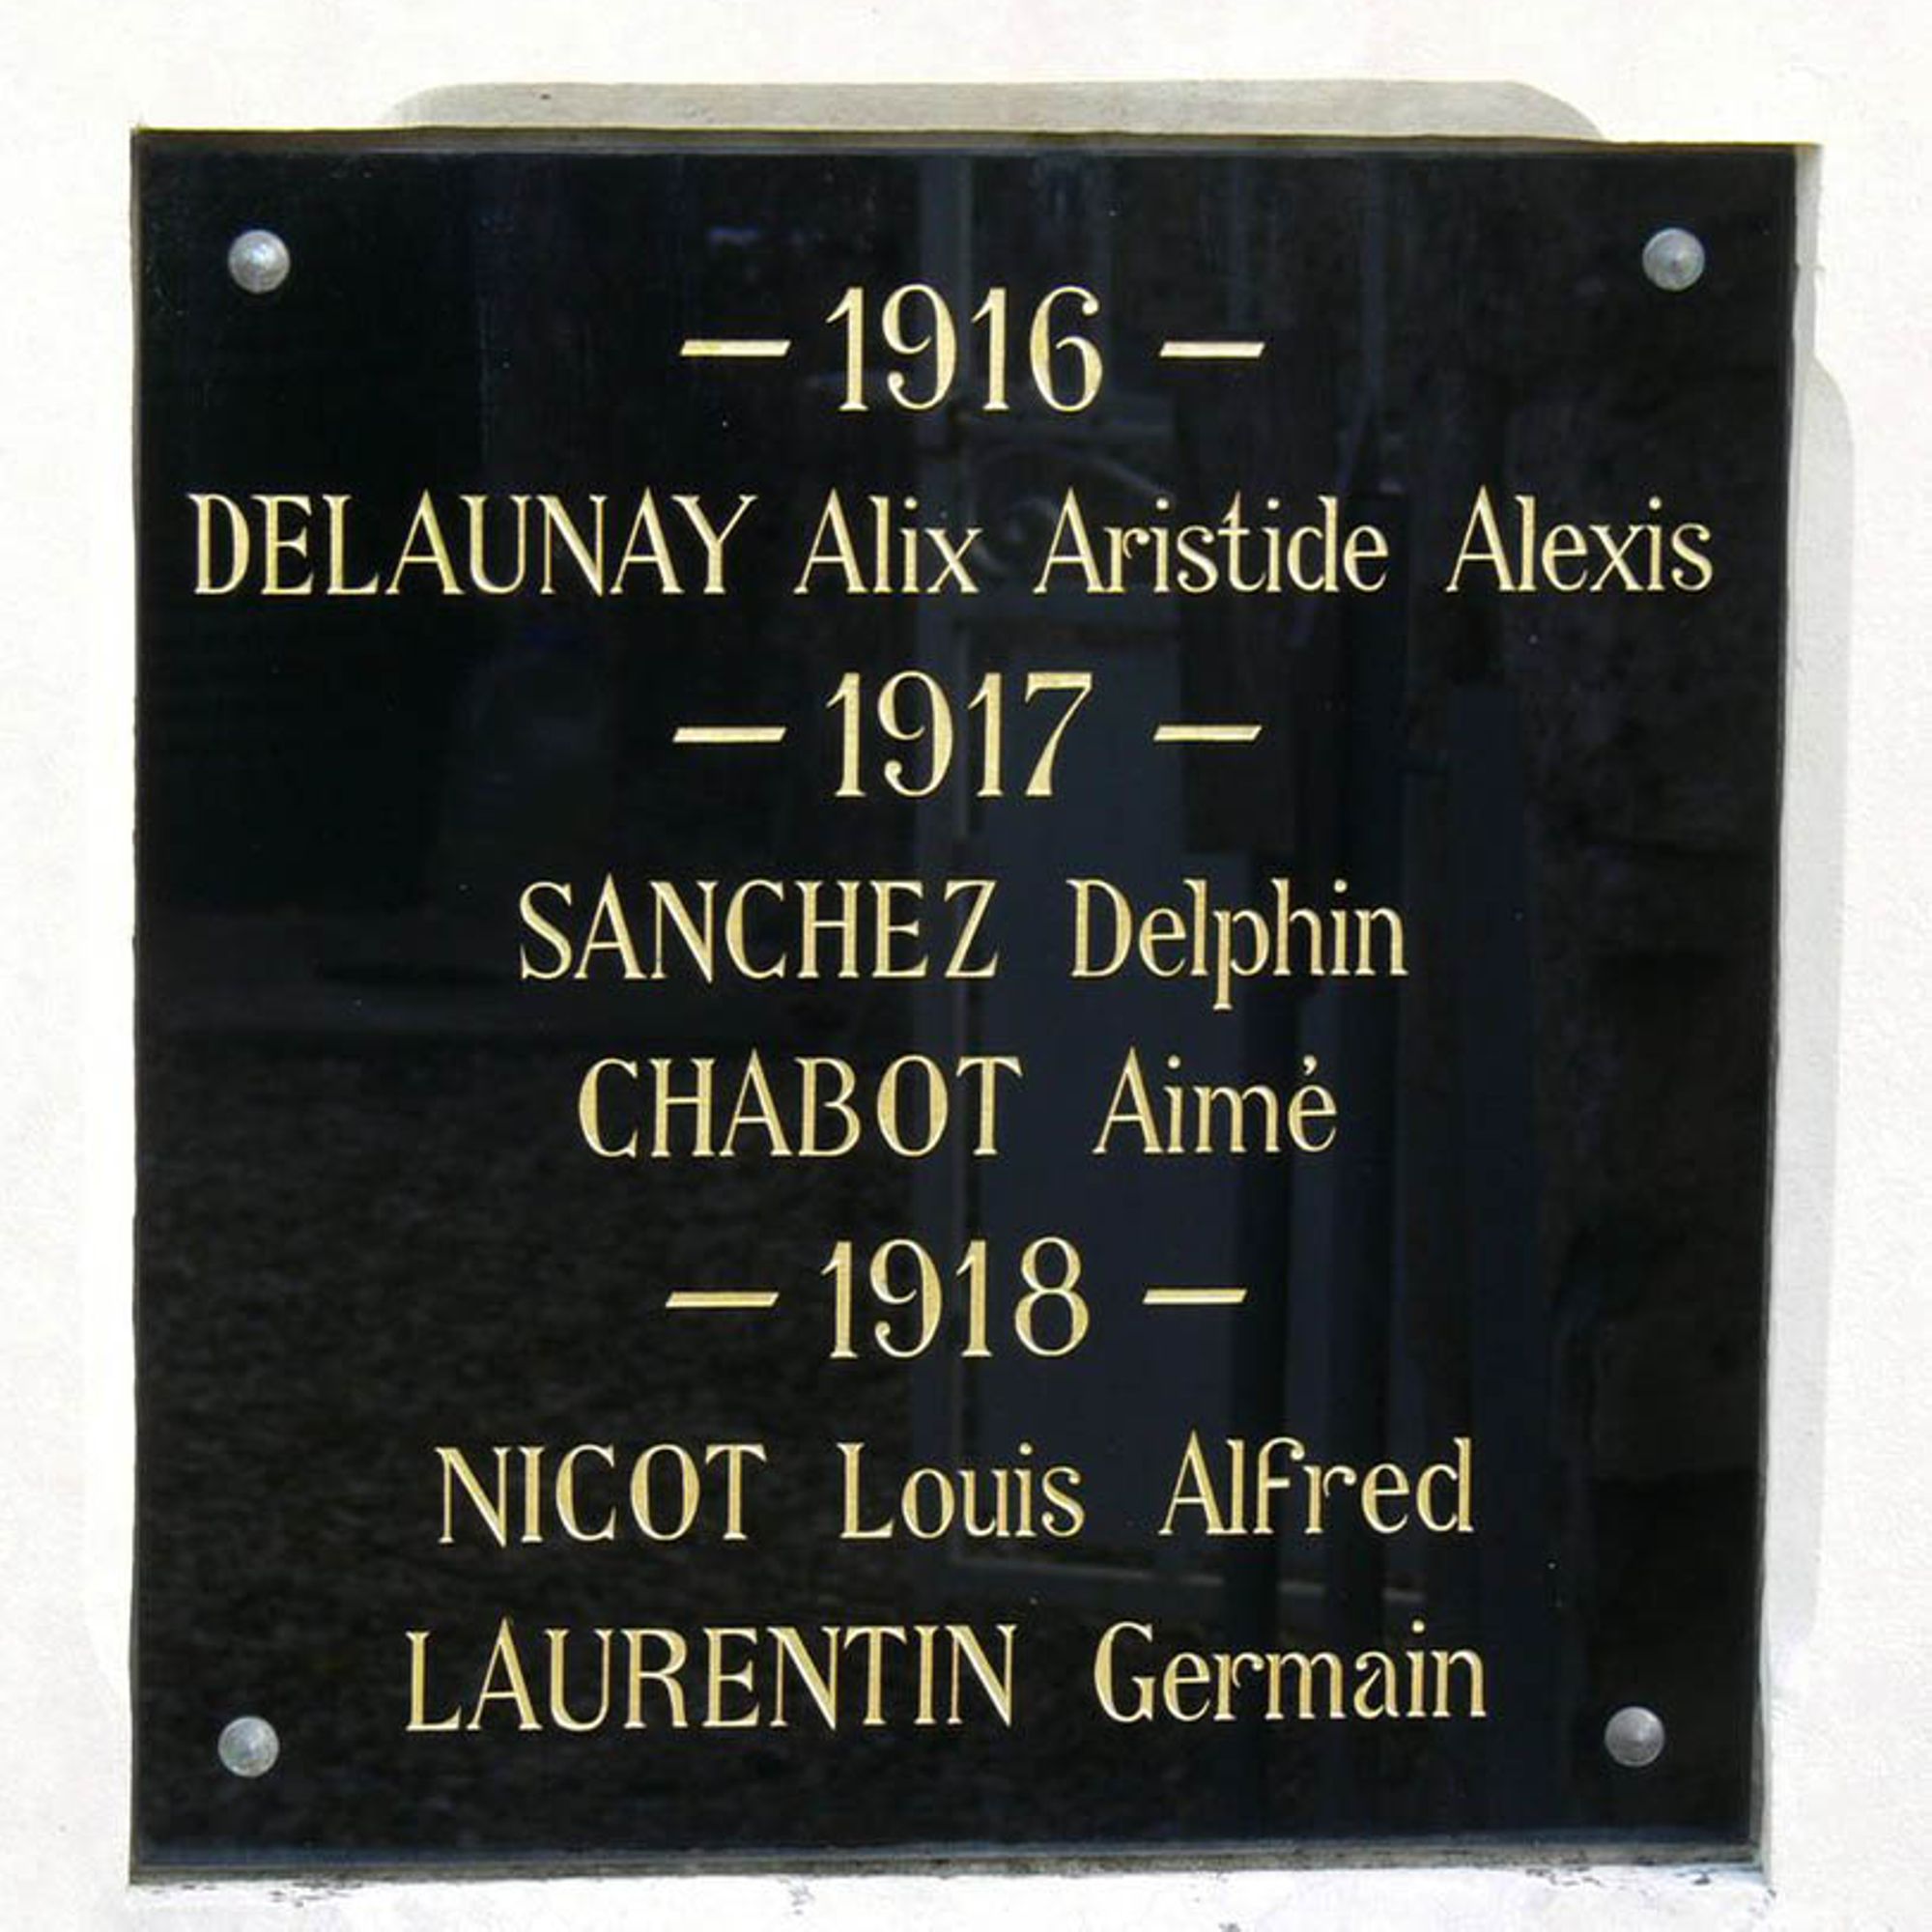 — 1916 —
DELAUNAY Alix Aristide Alexis
— 1917 —
SANCHEZ Delphin
CHABOT Aimé
— 1918 —
NICOT Louis Alfred
LAURENTIN Germain